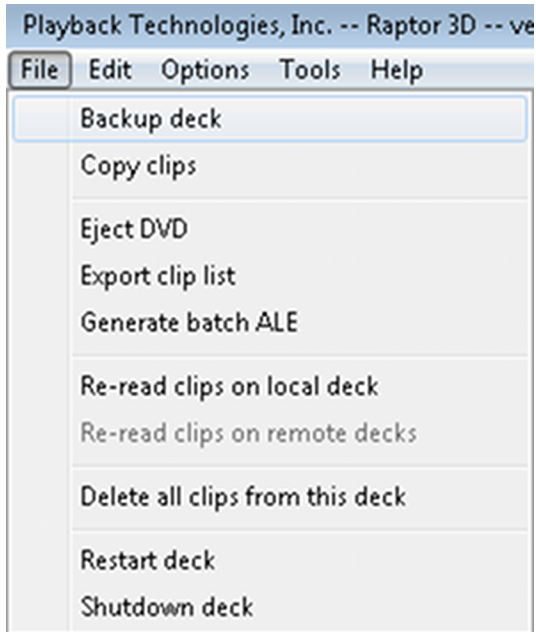 Playback Technologies, Inc. -- Raptor 3D -- ve
File Edit Options Tools Help
Backup deck
Copy clips
Eject DVD
Export clip list
Generate batch ALE
Re-read clips on local deck
Re-read clips on remote decks
Delete all clips from this deck
Restart deck
Shutdown deck